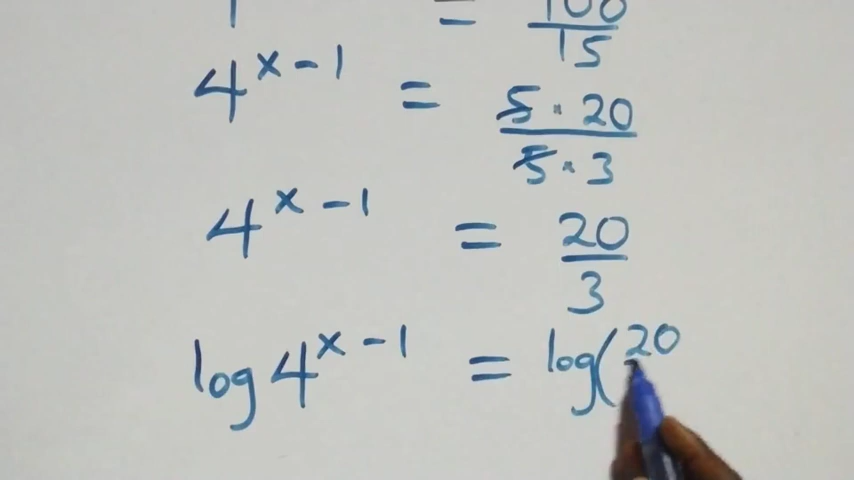 = 100/15
4^(x-1) = (5 · 20)/(5 · 3)
4^(x-1) = 20/3
log 4^(x-1) = log(20